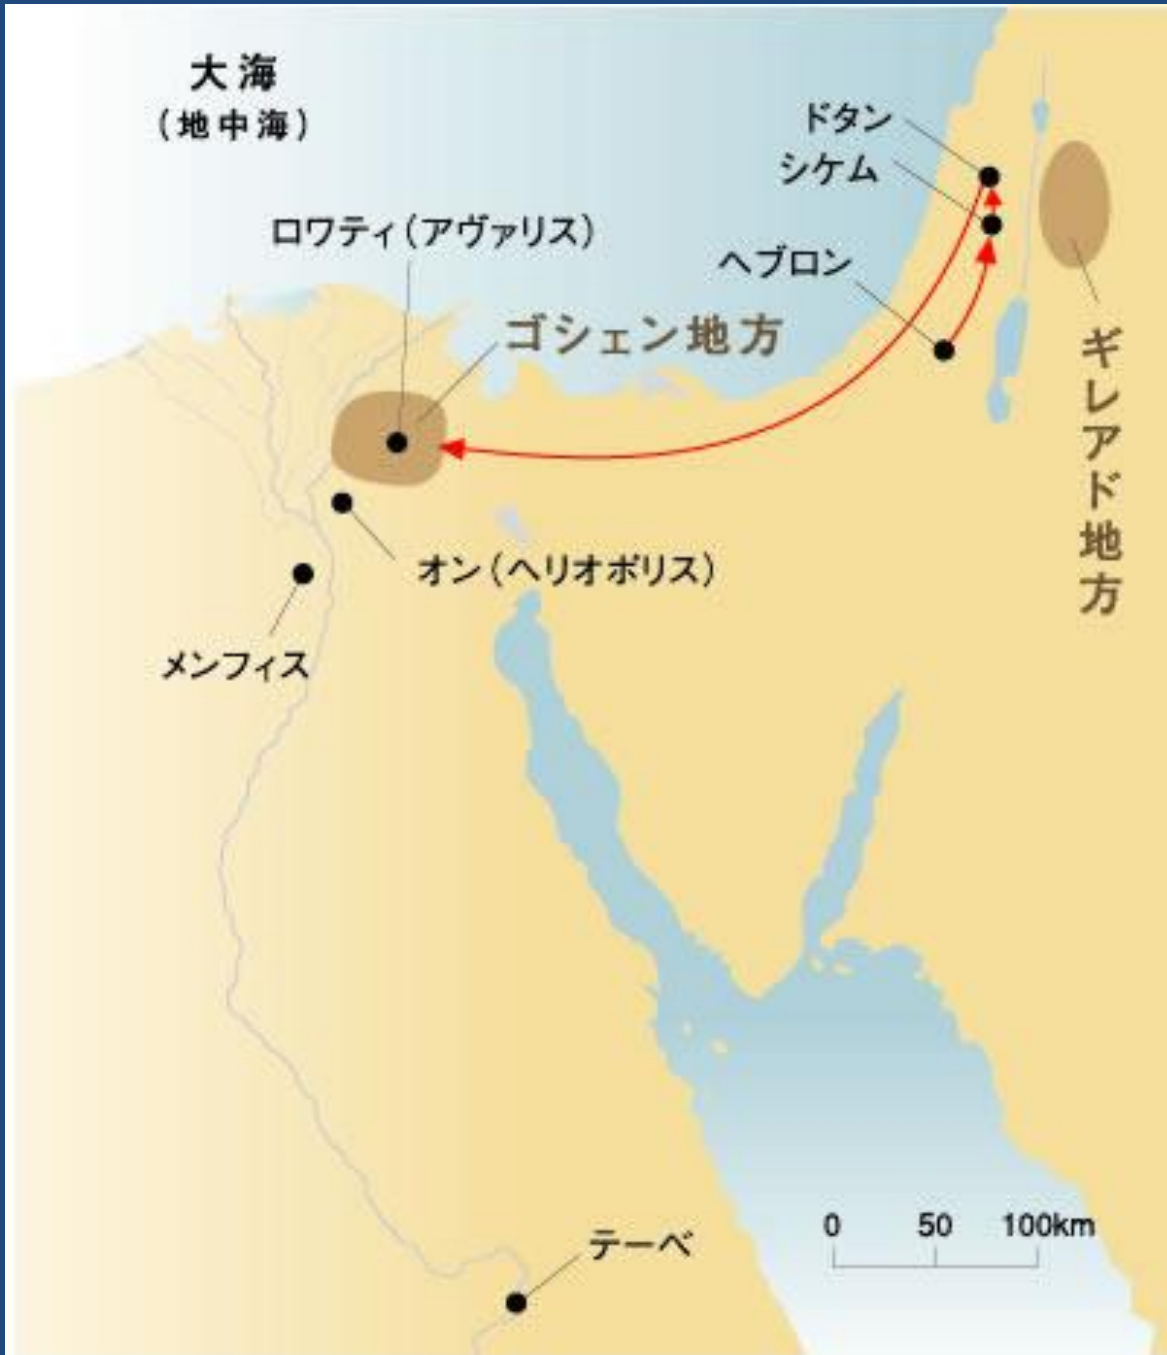 大海
（地中海）
ドタン
シケム
ロワティ（アヴァリス）
ヘブロン
ゴシェン地方
ギレアド地方
オン（ヘリオポリス）
メンフィス
テーベ
0 50 100km